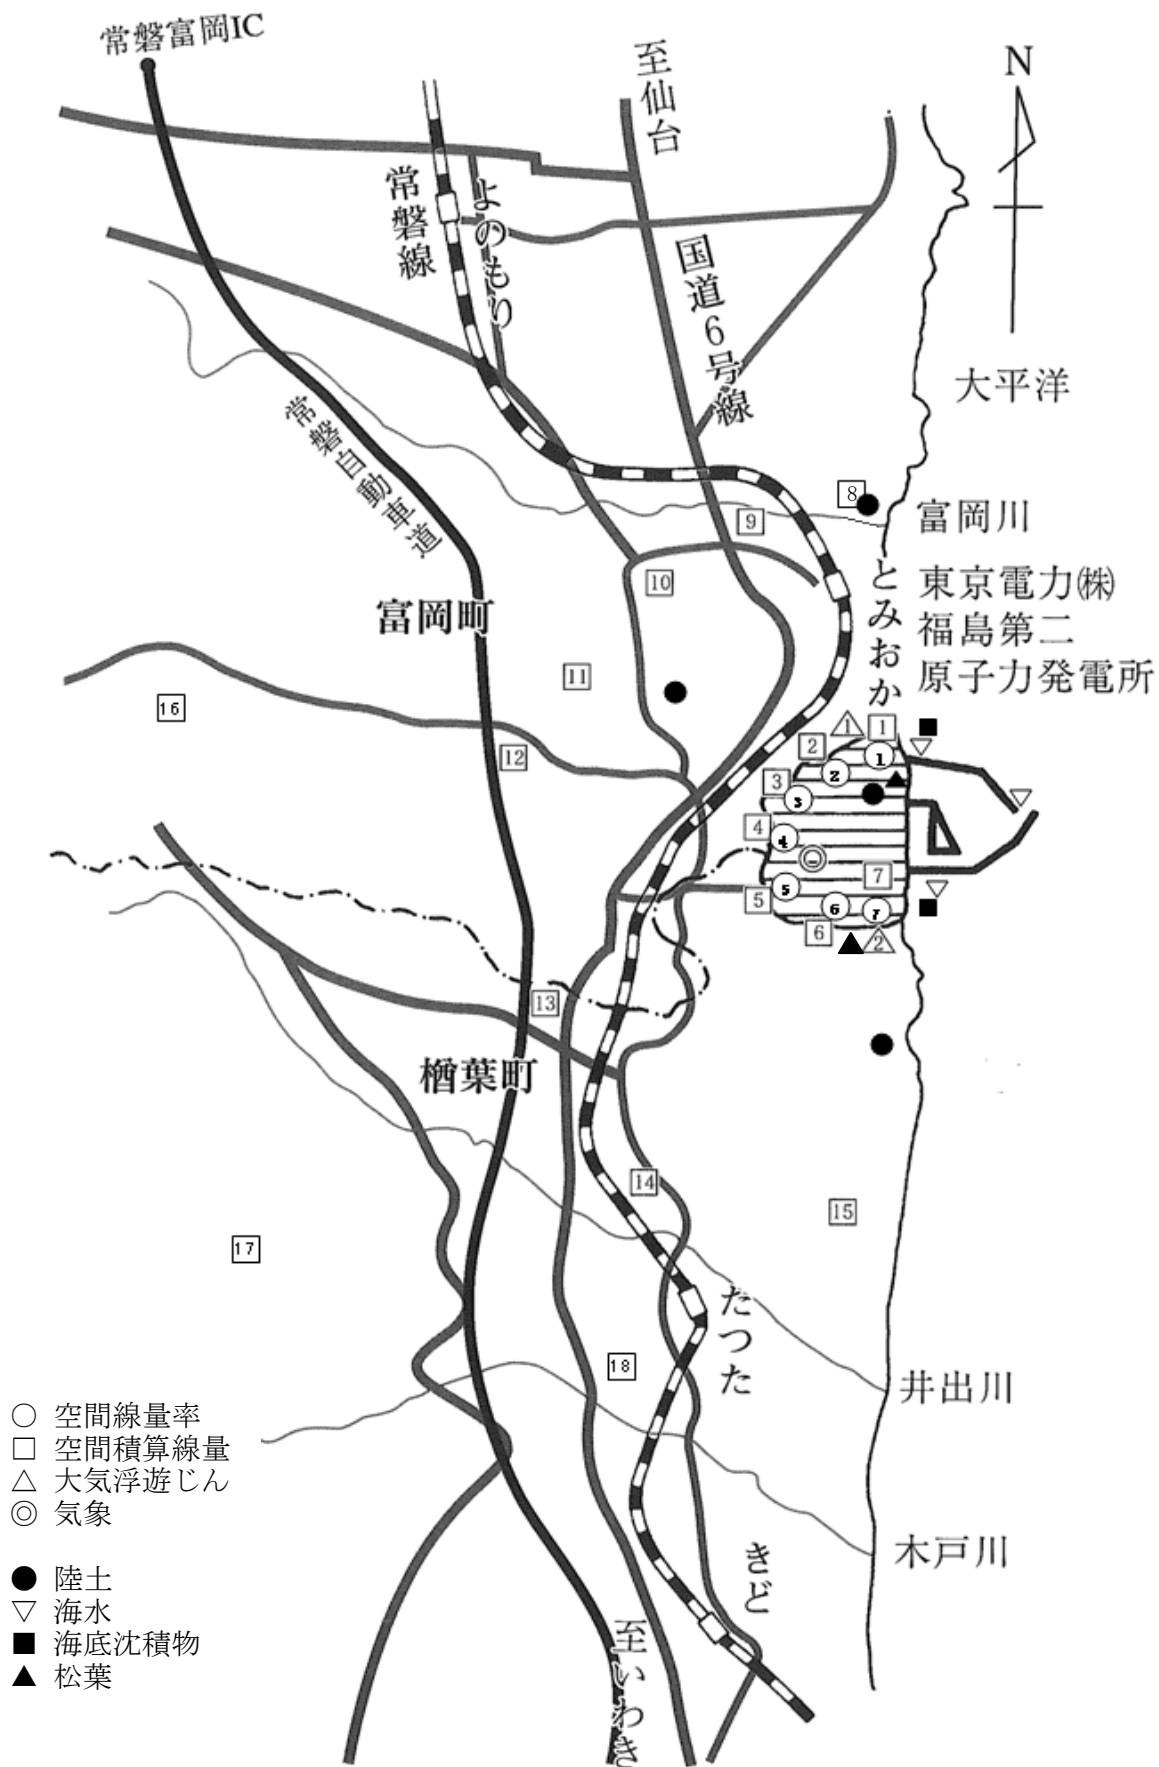 常磐富岡IC
至仙台
N
常磐線
よのもり
国道6号線
大平洋
常磐自動車道
8
富岡川
9
とみおか
東京電力㈱
福島第二
原子力発電所
10
富岡町
11
16
12
1
1
2
1
2
3
3
4
4
7
5
5
6
7
6
2
13
楢葉町
14
15
17
たつた
18
井出川
○ 空間線量率
□ 空間積算線量
△ 大気浮遊じん
◎ 気象
● 陸土
▽ 海水
■ 海底沈積物
▲ 松葉
木戸川
きど
至いわき